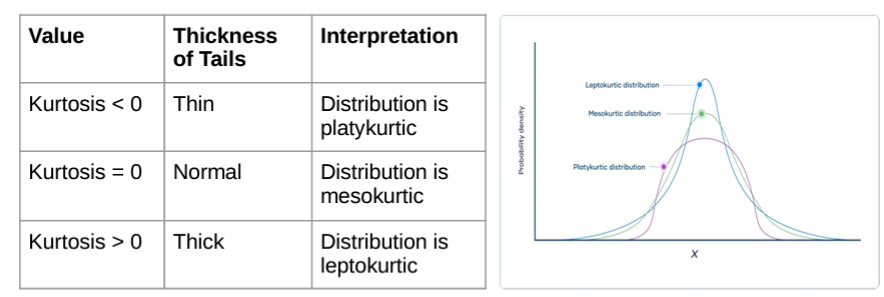 Value
Thickness
of Tails
Interpretation
Kurtosis < 0
Thin
Distribution is
platykurtic
Kurtosis = 0
Normal
Distribution is
mesokurtic
Kurtosis > 0
Thick
Distribution is
leptokurtic
Leptokurtic distribution
Mesokurtic distribution
Platykurtic distribution
Probability density
X